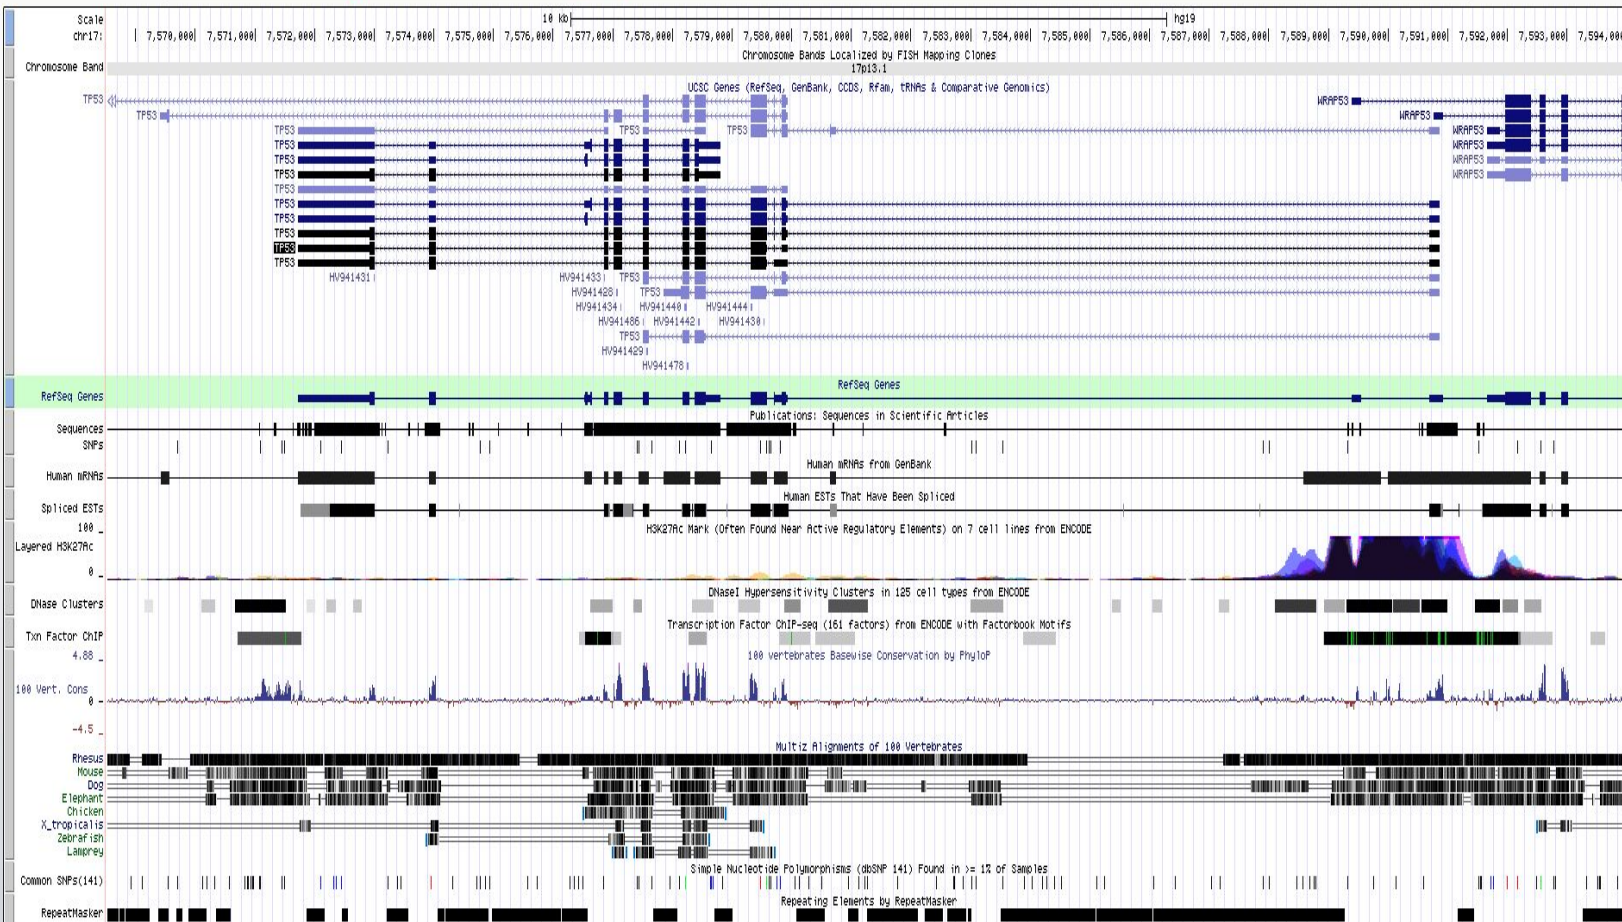 Scale 10 kb hg19
chr17: 7,570,000 7,571,000 7,572,000 7,573,000 7,574,000 7,575,000 7,576,000 7,577,000 7,578,000 7,579,000 7,580,000 7,581,000 7,582,000 7,583,000 7,584,000 7,585,000 7,586,000 7,587,000 7,588,000 7,589,000 7,590,000 7,591,000 7,592,000 7,593,000 7,594,00
Chromosome Bands Localized by FISH Mapping Clones
Chromosome Band 17p13.1
UCSC Genes (RefSeq, GenBank, CCDS, Rfam, tRNAs & Comparative Genomics)
TP53 WRAP53
TP53 WRAP53
TP53 TP53 TP53 WRAP53
TP53 WRAP53
TP53 WRAP53
TP53 WRAP53
TP53
TP53
TP53
TP53
TP53
TP53
HV941431 HV941433 TP53
HV941428 TP53
HV941434 HV941440 HV941444
HV941486 HV941442 HV941430
TP53
HV941429
HV941478
RefSeq Genes
RefSeq Genes
Publications: Sequences in Scientific Articles
Sequences
SNPs
Human mRNAs from GenBank
Human mRNAs
Human ESTs That Have Been Spliced
Spliced ESTs
H3K27Ac Mark (Often Found Near Active Regulatory Elements) on 7 cell lines from ENCODE
100 _
Layered H3K27Ac
0 _
DNaseI Hypersensitivity Clusters in 125 cell types from ENCODE
DNase Clusters
Transcription Factor ChIP-seq (161 factors) from ENCODE with Factorbook Motifs
Txn Factor ChIP
100 vertebrates Basewise Conservation by PhyloP
4.88 _
100 Vert. Cons
0 -
-4.5 _
Multiz Alignments of 100 Vertebrates
Rhesus
Mouse
Dog
Elephant
Chicken
X_tropicalis
Zebrafish
Lamprey
Simple Nucleotide Polymorphisms (dbSNP 141) Found in >= 1% of Samples
Common SNPs(141)
Repeating Elements by RepeatMasker
RepeatMasker